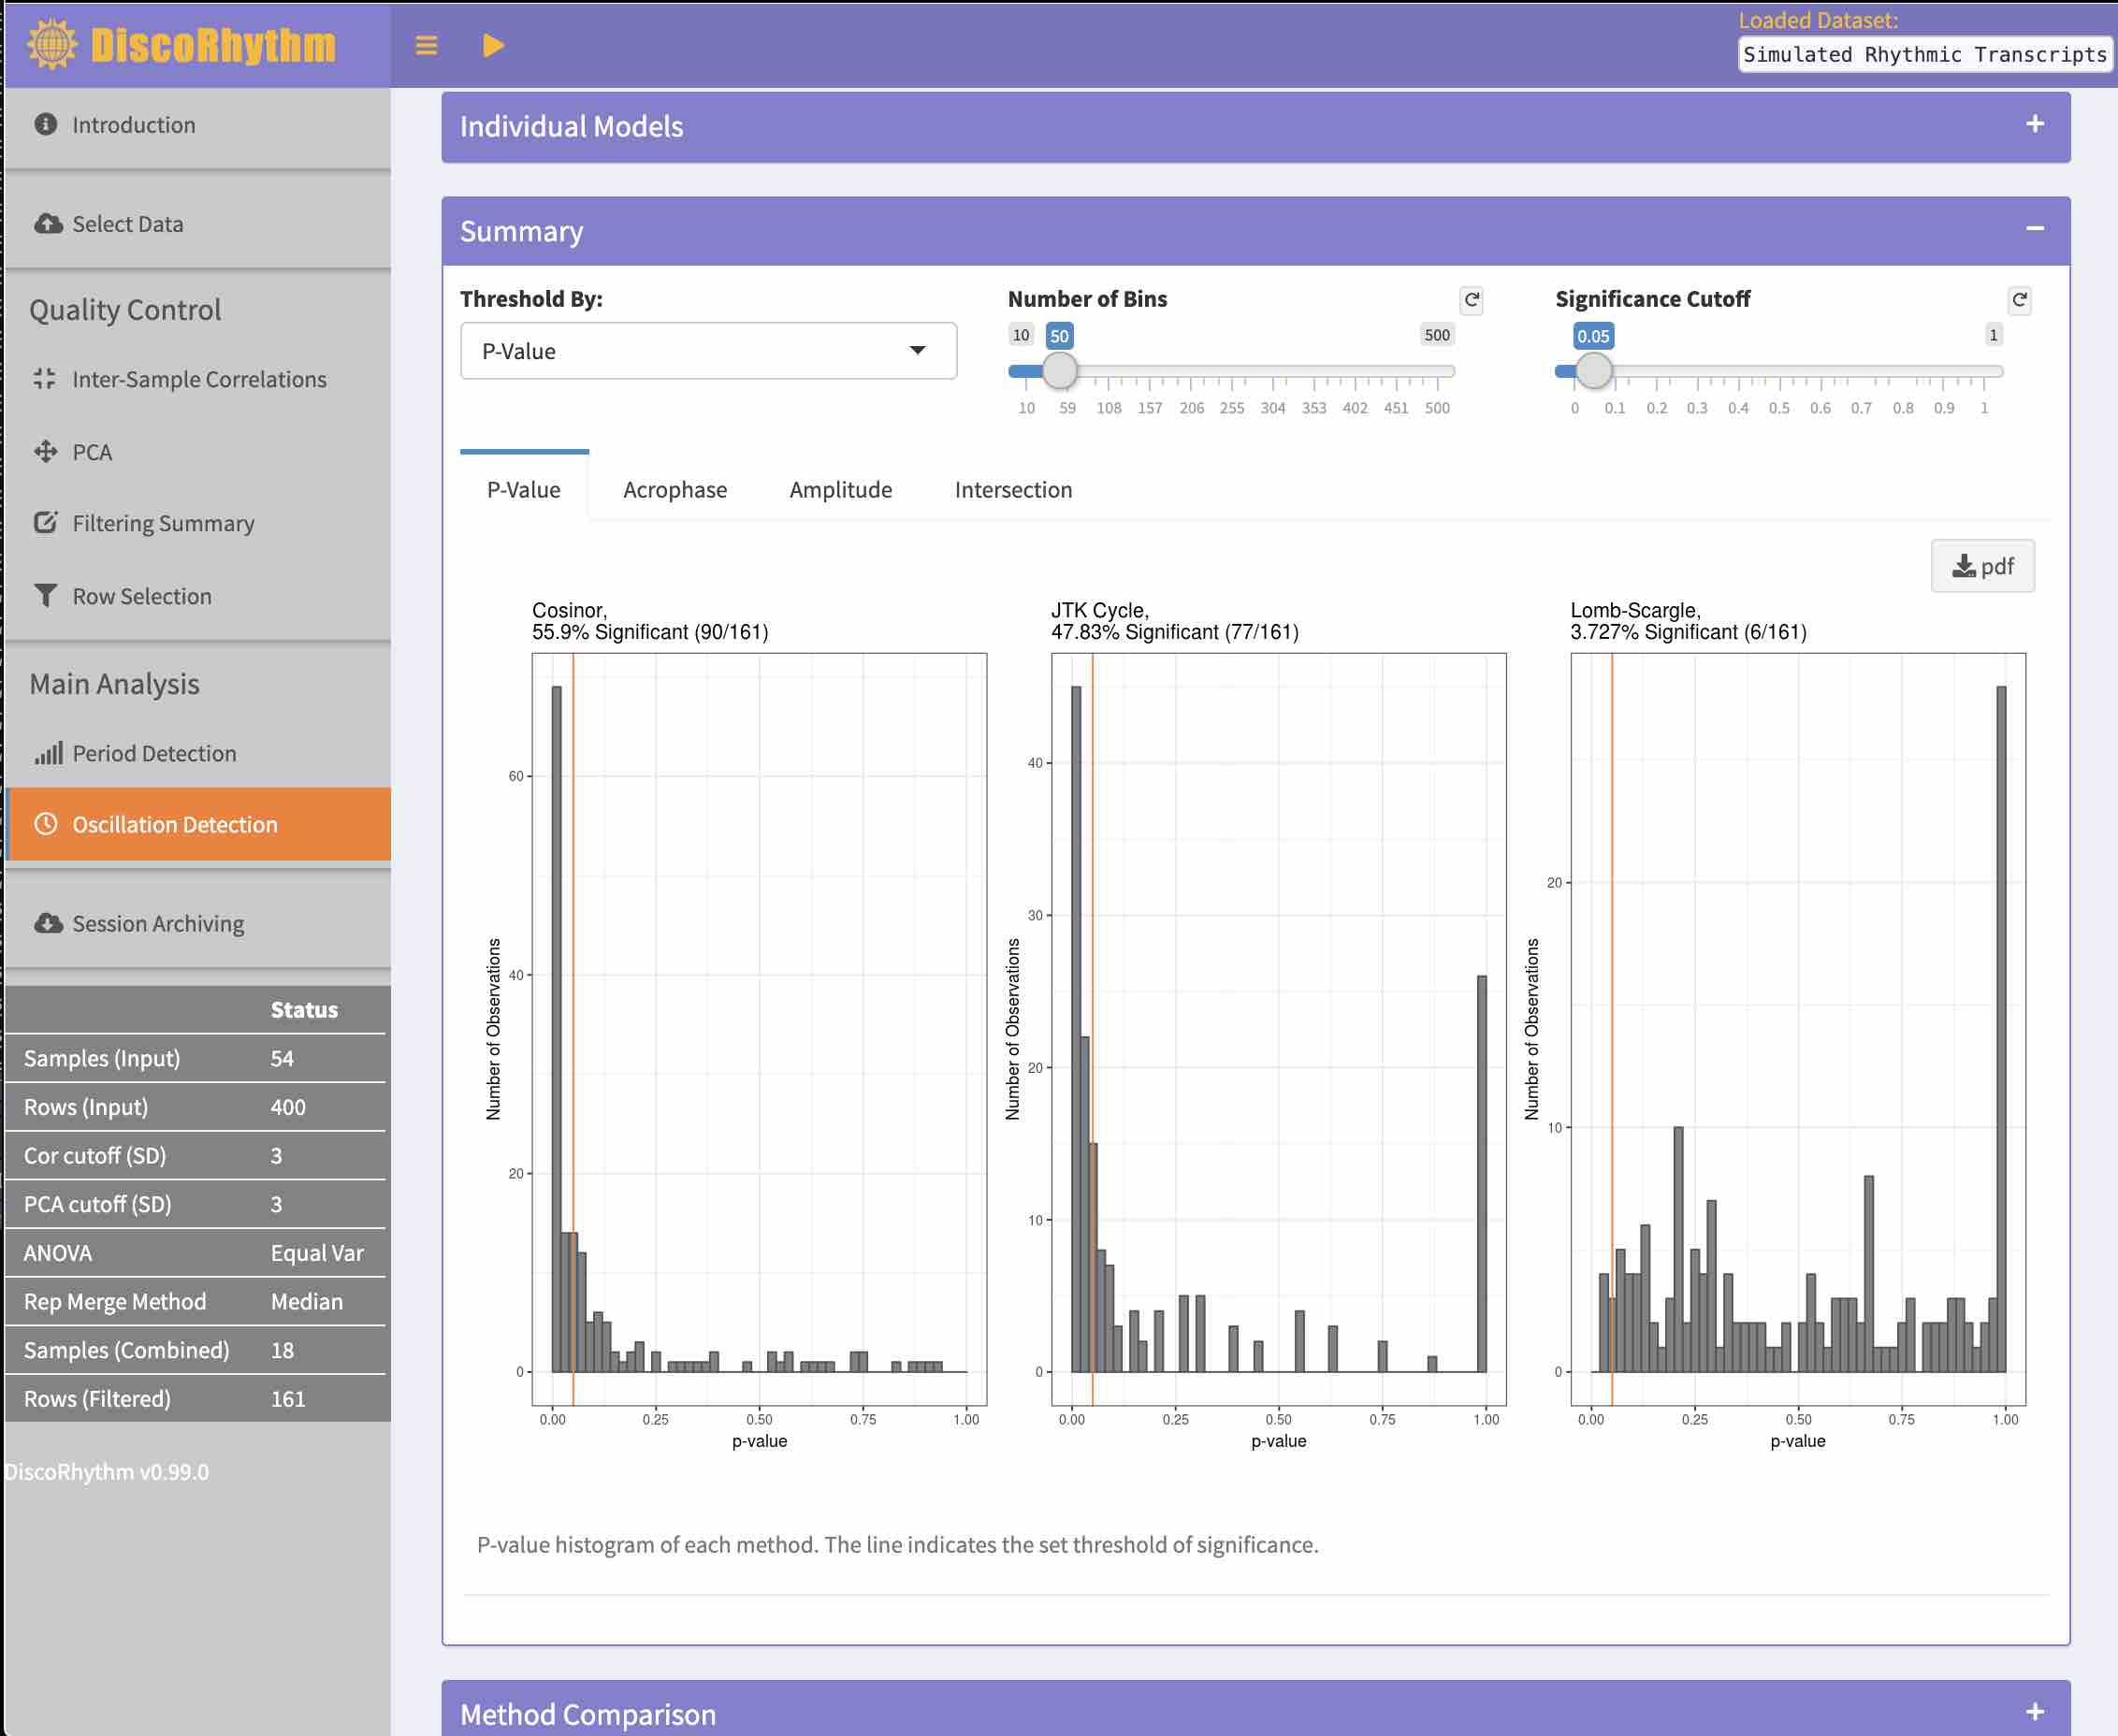 DiscoRhythm
Loaded Dataset:
Simulated Rhythmic Transcripts
Introduction
Select Data
Quality Control
Inter-Sample Correlations
PCA
Filtering Summary
Row Selection
Main Analysis
Period Detection
Oscillation Detection
Session Archiving
Status
Samples (Input) 54
Rows (Input) 400
Cor cutoff (SD) 3
PCA cutoff (SD) 3
ANOVA Equal Var
Rep Merge Method Median
Samples (Combined) 18
Rows (Filtered) 161
DiscoRhythm v0.99.0
Individual Models
Summary
Threshold By:
P-Value
Number of Bins
10 50 500
10 59 108 157 206 255 304 353 402 451 500
Significance Cutoff
0.05 1
0 0.1 0.2 0.3 0.4 0.5 0.6 0.7 0.8 0.9 1
P-Value Acrophase Amplitude Intersection
pdf
Cosinor,
55.9% Significant (90/161)
Number of Observations
60
40
20
0
0.00 0.25 0.50 0.75 1.00
p-value
JTK Cycle,
47.83% Significant (77/161)
Number of Observations
40
30
20
10
0
0.00 0.25 0.50 0.75 1.00
p-value
Lomb-Scargle,
3.727% Significant (6/161)
Number of Observations
20
10
0
0.00 0.25 0.50 0.75 1.00
p-value
P-value histogram of each method. The line indicates the set threshold of significance.
Method Comparison